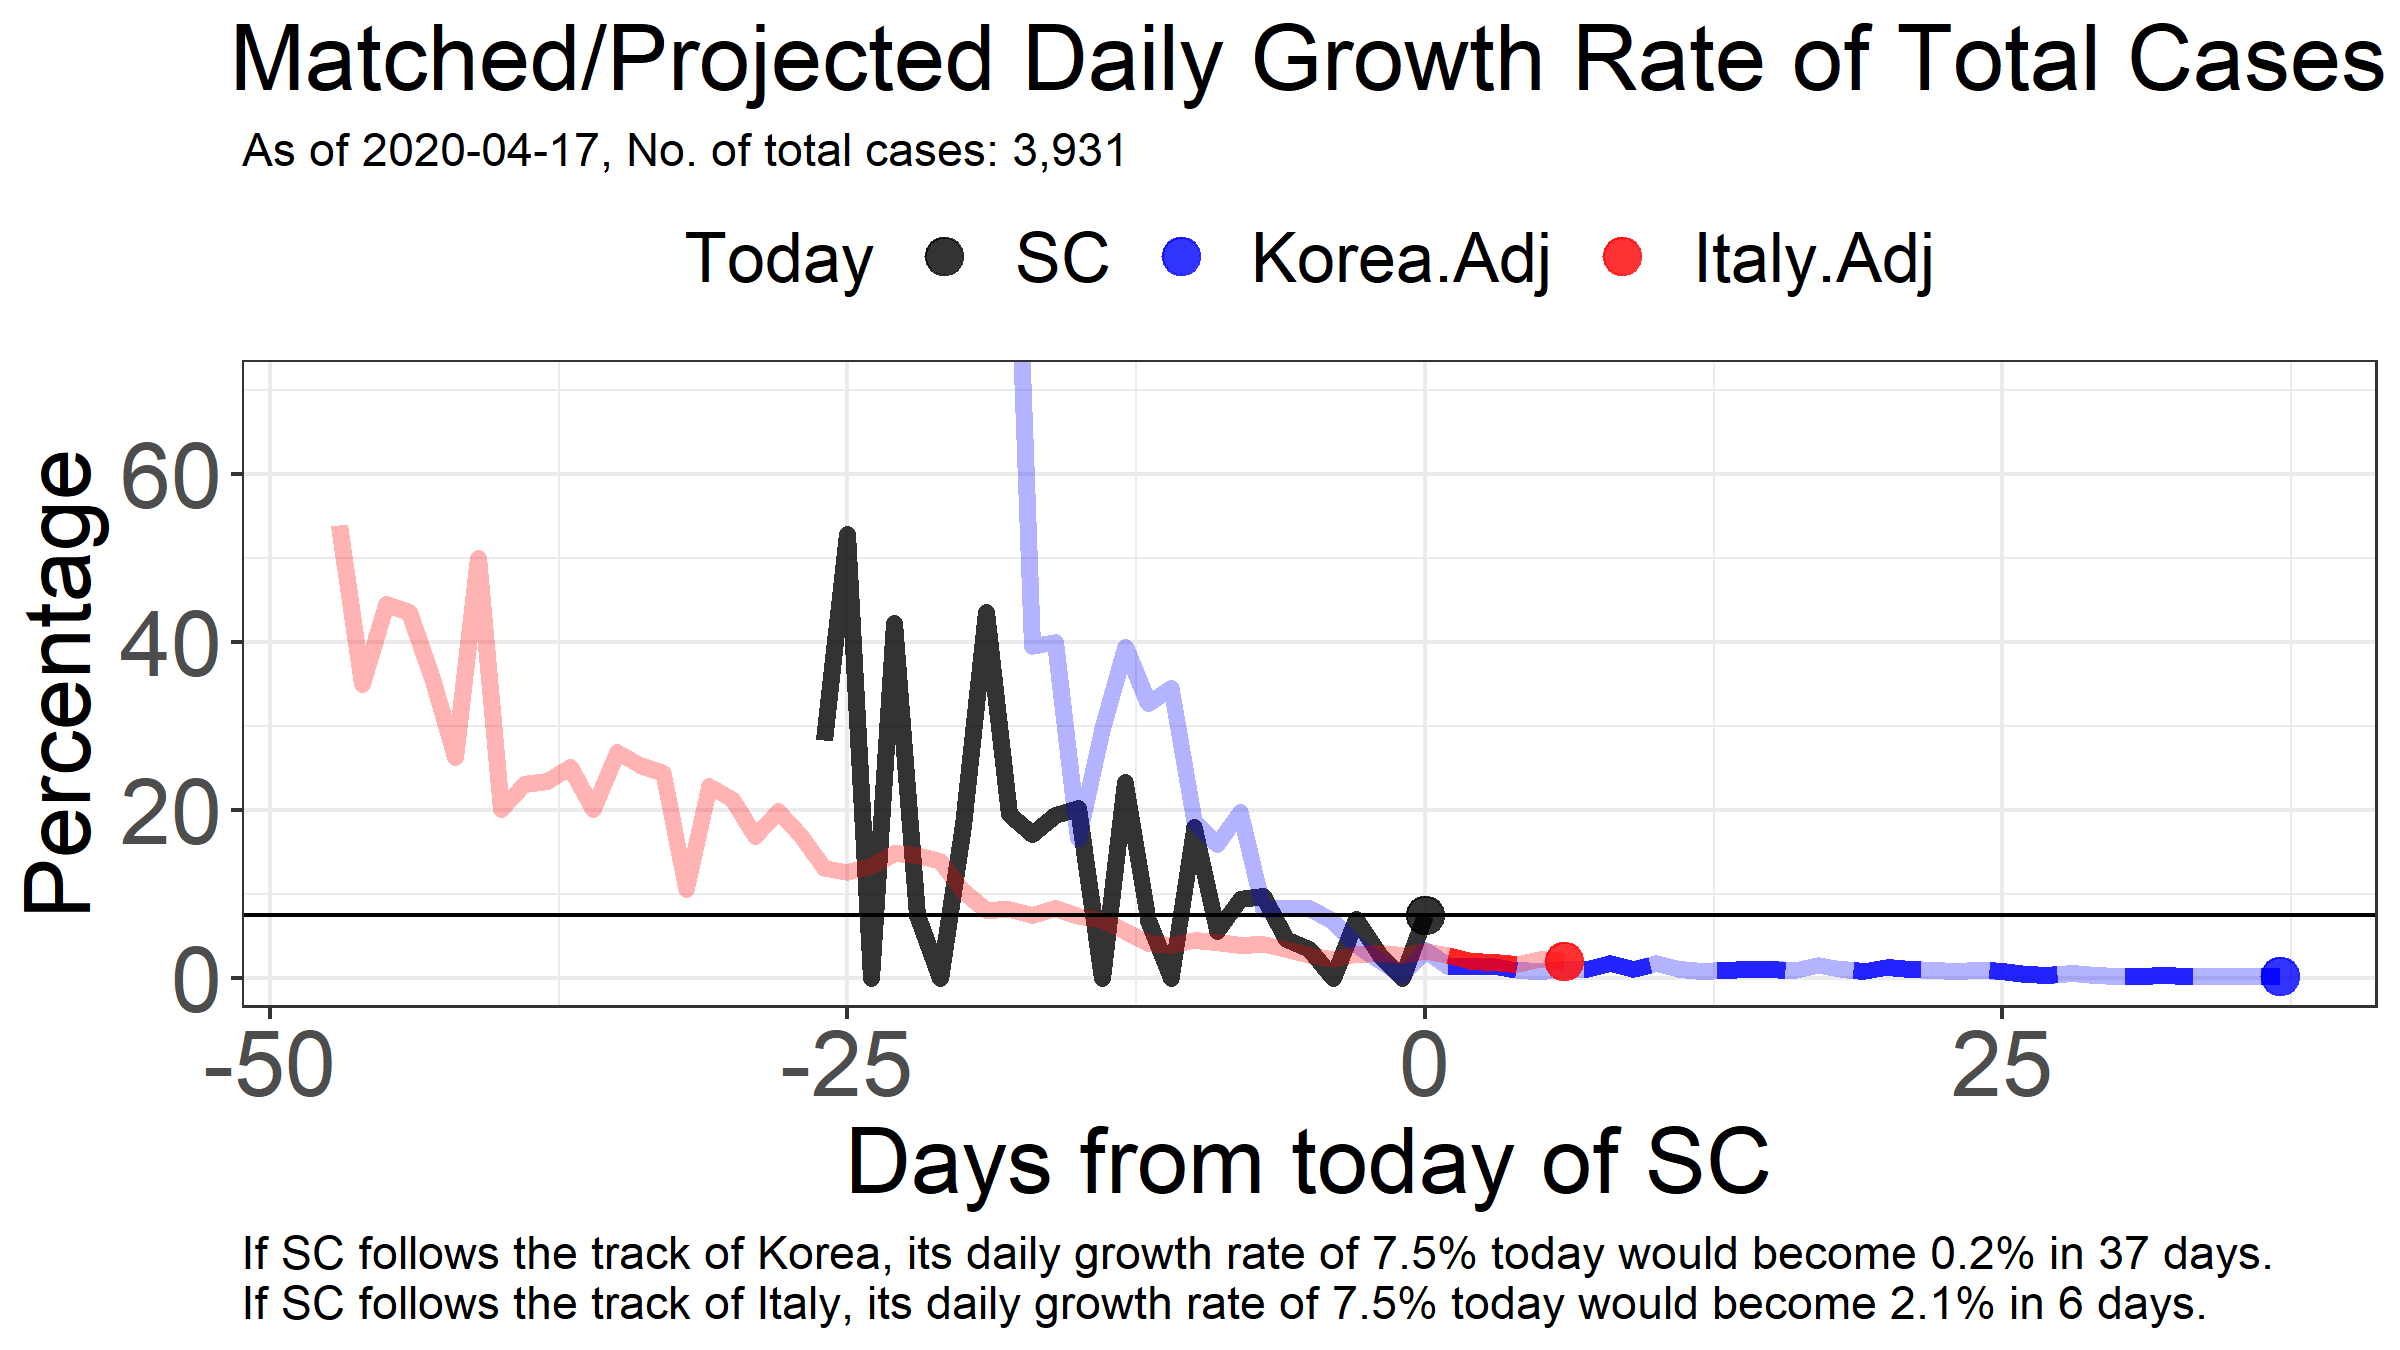 Matched/Projected Daily Growth Rate of Total Cases
As of 2020-04-17, No. of total cases: 3,931
Today SC Korea.Adj Italy.Adj
Percentage
60
40
20
0
-50 -25 0 25
Days from today of SC
If SC follows the track of Korea, its daily growth rate of 7.5% today would become 0.2% in 37 days.
If SC follows the track of Italy, its daily growth rate of 7.5% today would become 2.1% in 6 days.